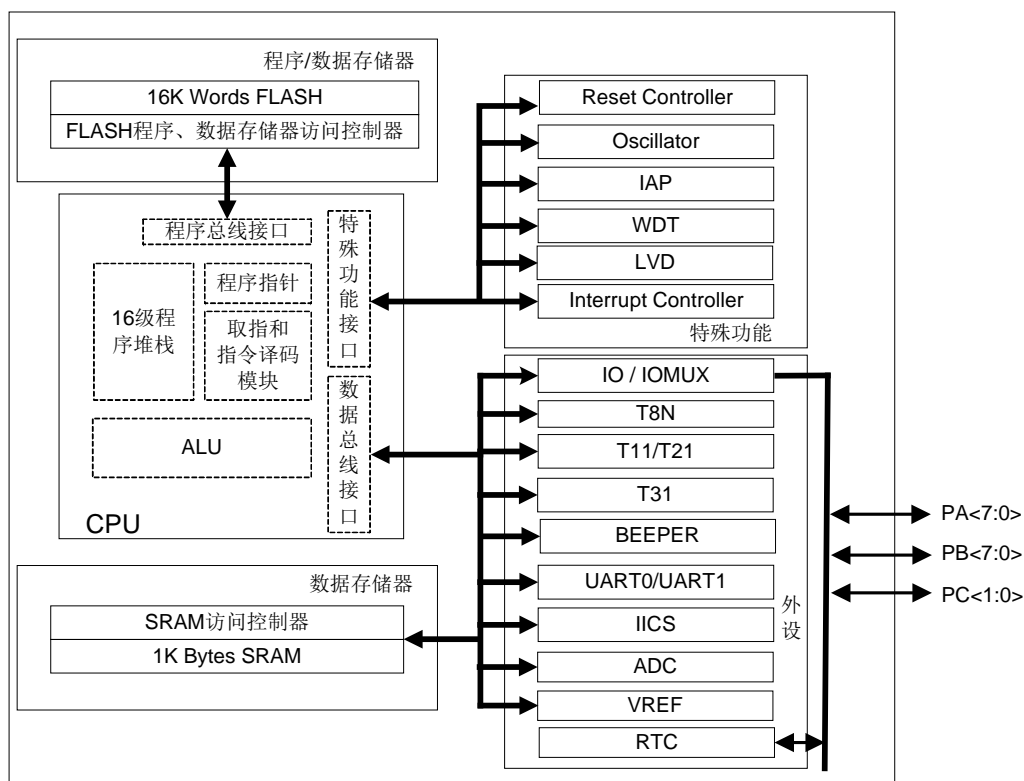 程序/数据存储器
16K Words FLASH
FLASH程序、数据存储器访问控制器
程序总线接口
特
殊
功
能
接
口
16级程
序堆栈
程序指针
取指和
指令译码
模块
ALU
数
据
总
线
接
口
CPU
数据存储器
SRAM访问控制器
1K Bytes SRAM
Reset Controller
Oscillator
IAP
WDT
LVD
Interrupt Controller
特殊功能
IO / IOMUX
T8N
T11/T21
T31
BEEPER
UART0/UART1
IICS
ADC
VREF
RTC
外
设
PA<7:0>
PB<7:0>
PC<1:0>